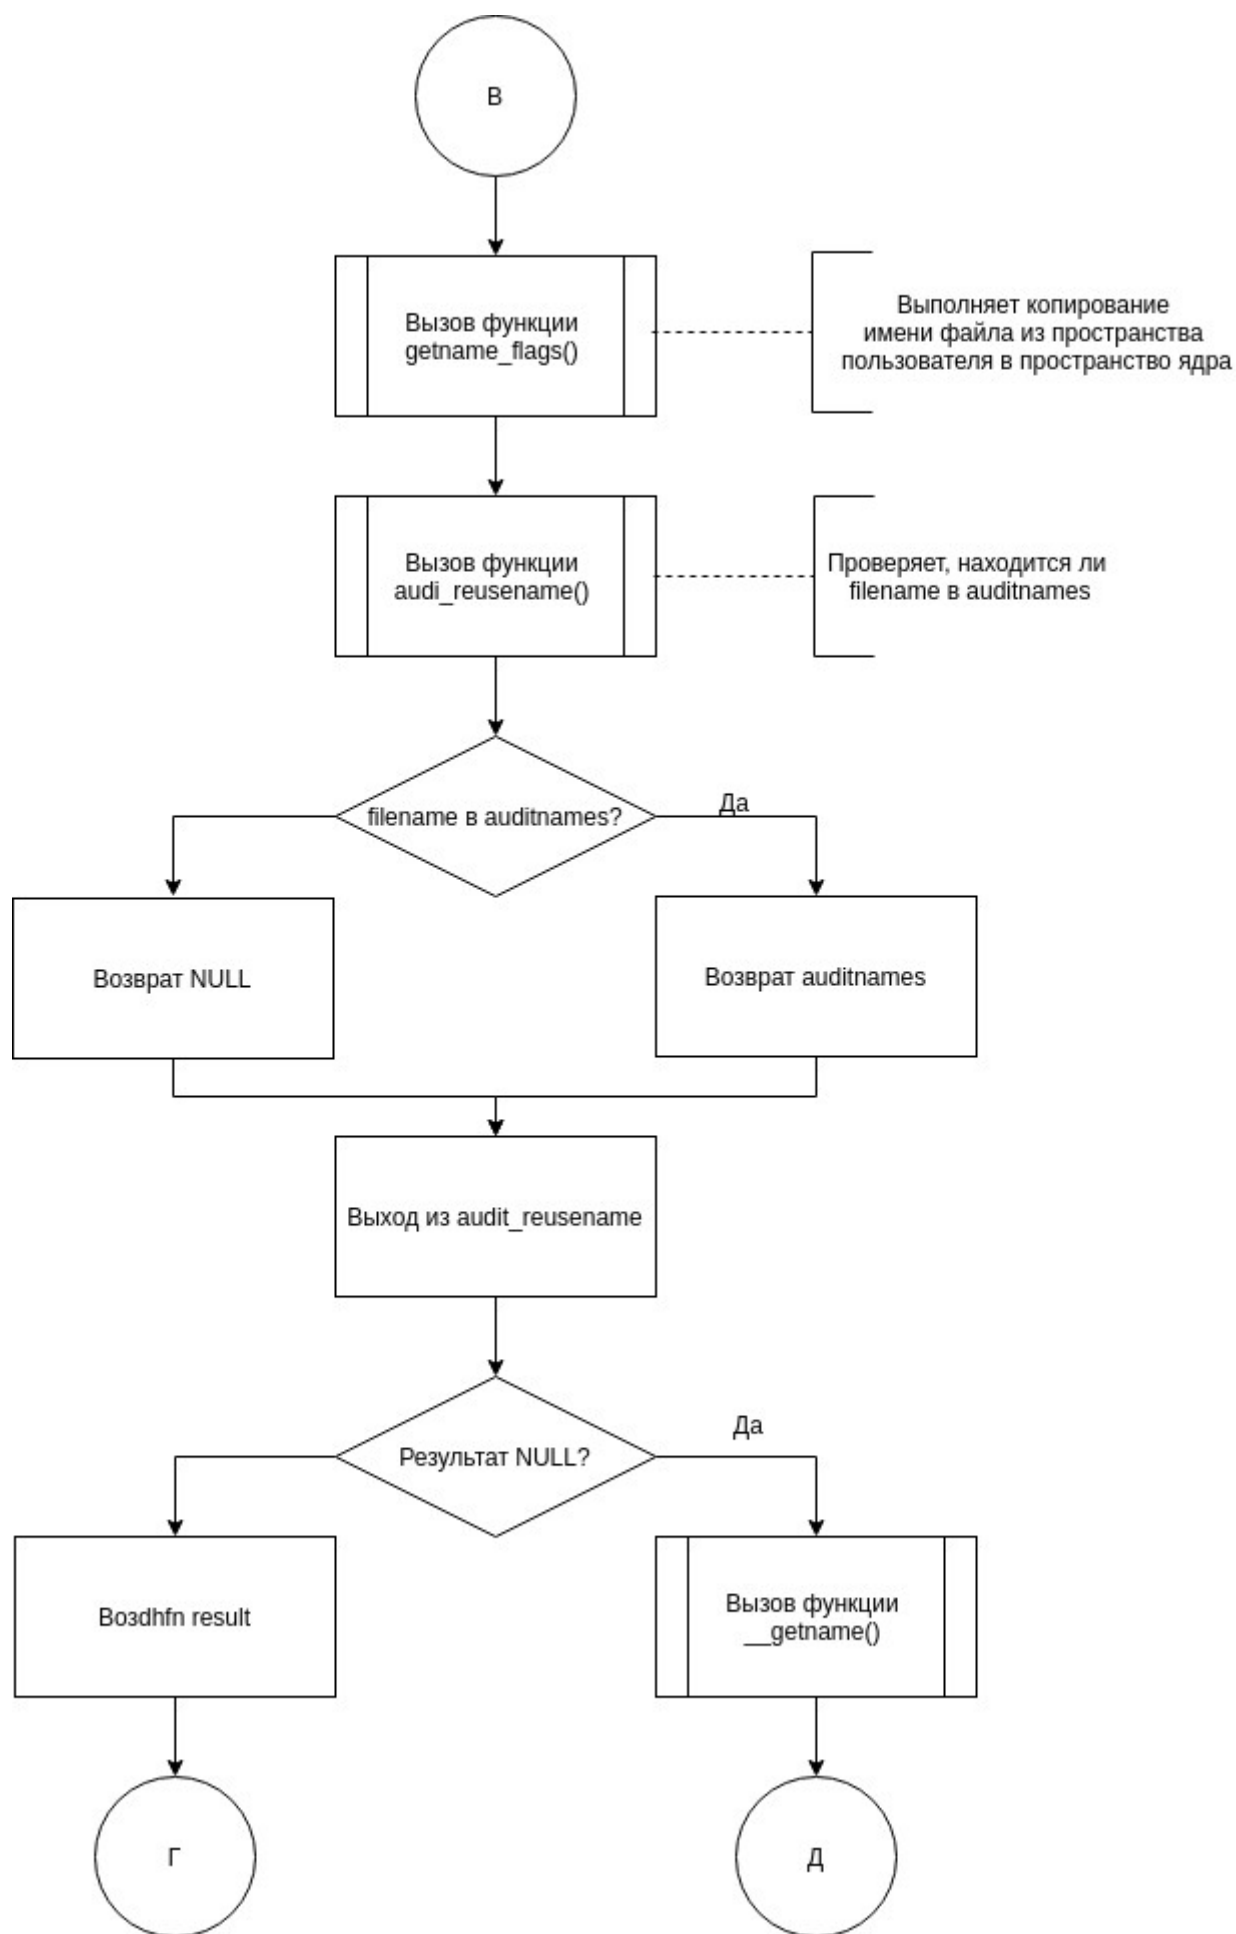 В
Вызов функции
getname_flags()
Выполняет копирование
имени файла из пространства
пользователя в пространство ядра
Вызов функции
audi_reusename()
Проверяет, находится ли
filename в auditnames
filename в auditnames?
Да
Возврат NULL
Возврат auditnames
Выход из audit_reusename
Результат NULL?
Да
Возdhfn result
Вызов функции
__getname()
Г
Д